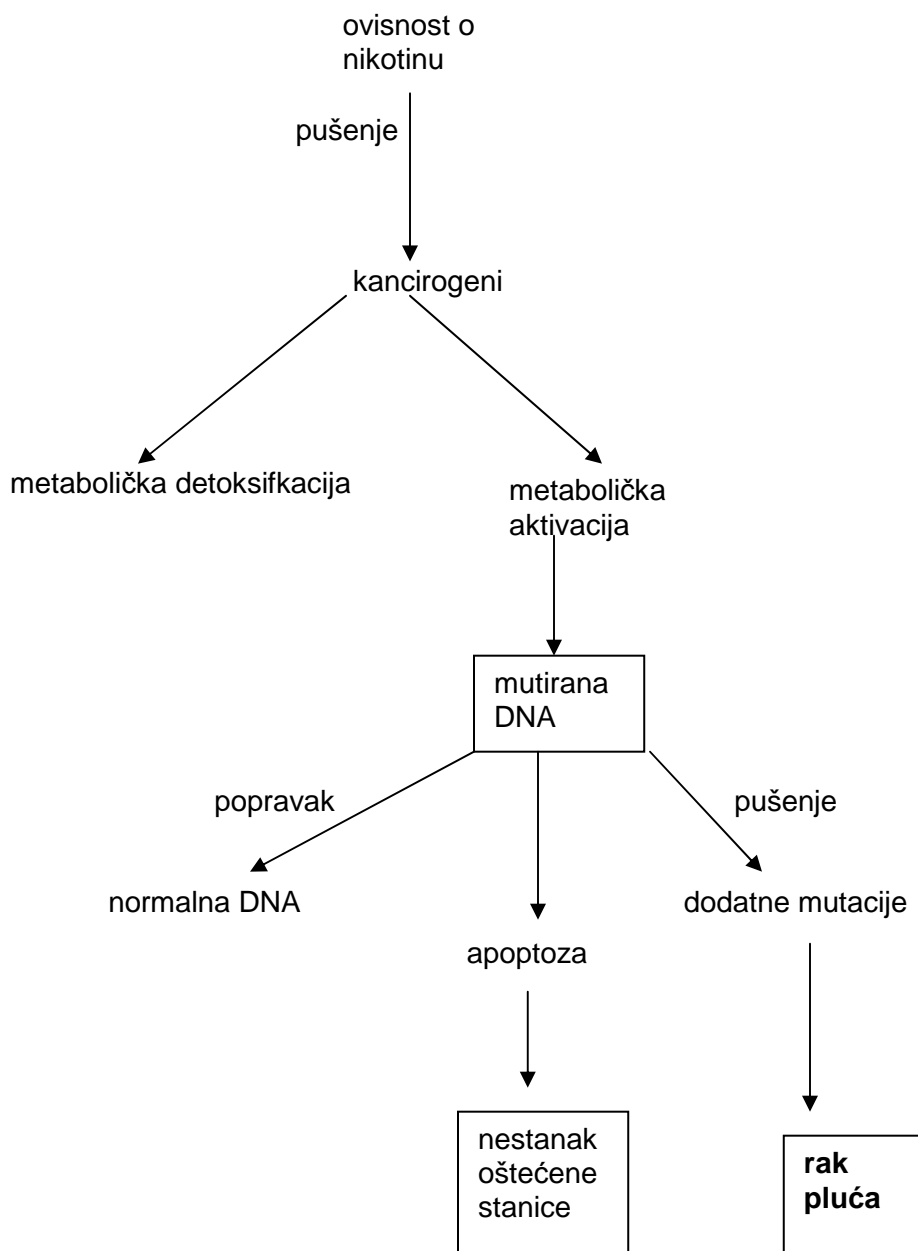 ovisnost o
nikotinu
pušenje
kancirogeni
metabolička detoksifkacija
metabolička
aktivacija
mutirana
DNA
popravak
pušenje
normalna DNA
dodatne mutacije
apoptoza
nestanak
oštećene
stanice
rak
pluća